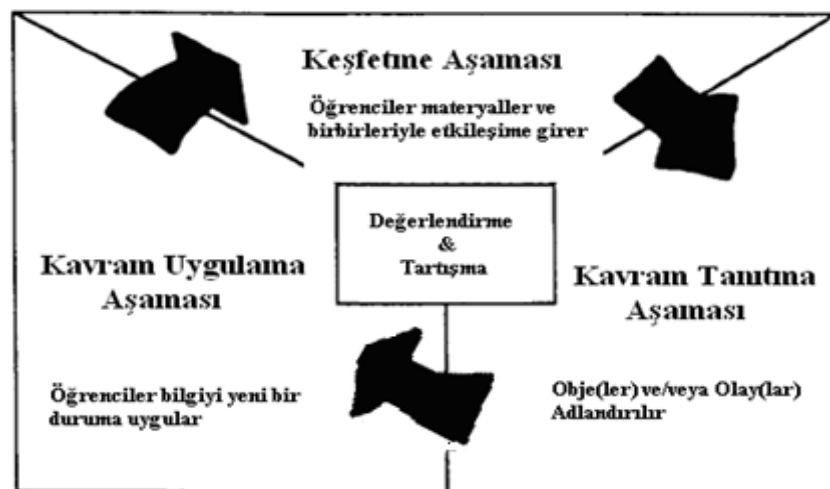 Keşfetme Aşaması
Öğrenciler materyaller ve
birbirleriyle etkileşime girer
Değerlendirme
&
Tartışma
Kavram Uygulama
Aşaması
Öğrenciler bilgiyi yeni bir
duruma uygular
Kavram Tanıtma
Aşaması
Obje(ler) ve/veya Olay(lar)
Adlandırılır